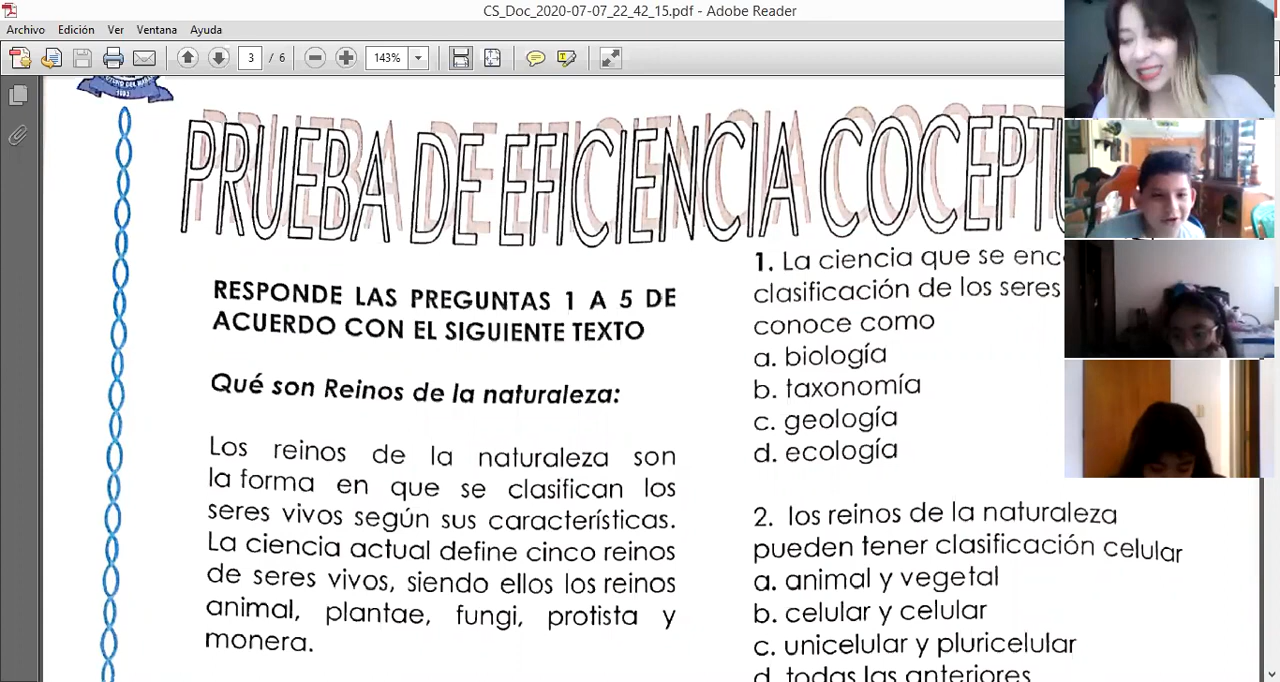 CS_Doc_2020-07-07_22_42_15.pdf - Adobe Reader
Archivo Edición Ver Ventana Ayuda
3 / 6 143%
PRUEBA DE EFICIENCIA
RESPONDE LAS PREGUNTAS 1 A 5 DE
ACUERDO CON EL SIGUIENTE TEXTO
Qué son Reinos de la naturaleza:
Los reinos de la naturaleza son
la forma en que se clasifican los
seres vivos según sus características.
La ciencia actual define cinco reinos
de seres vivos, siendo ellos los reinos
animal, plantae, fungi, protista y
monera.
1. La ciencia que se
clasificación de los seres
conoce como
a. biología
b. taxonomía
c. geología
d. ecología
2. los reinos de la naturaleza
pueden tener clasificación celular
a. animal y vegetal
b. celular y celular
c. unicelular y pluricelular
d. todas las anteriores